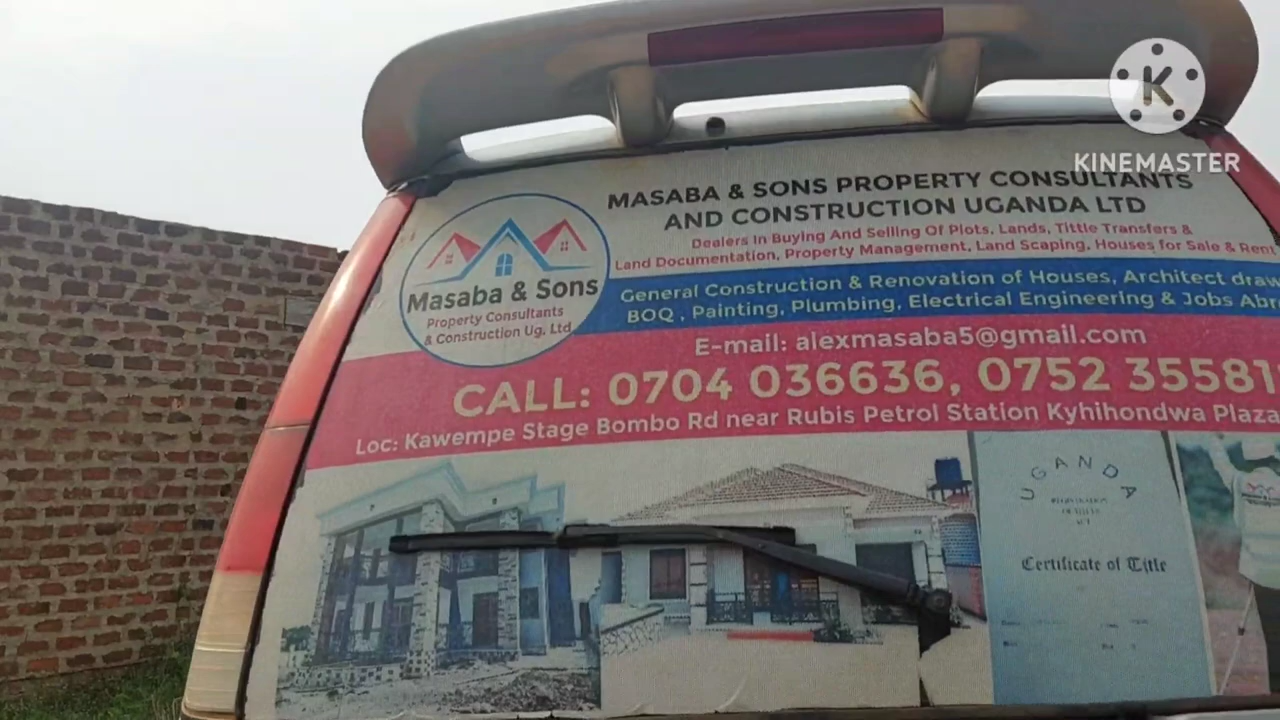 K
KINEMASTER
MASABA & SONS PROPERTY CONSULTANTS
AND CONSTRUCTION UGANDA LTD
Dealers In Buying And Selling Of Plots, Lands, Tittle Transfers &
Land Documentation, Property Management, Land Scaping, Houses for Sale & Rent
Masaba & Sons
Property Consultants
& Construction Ug. Ltd
General Construction & Renovation of Houses, Architect draw
BOQ , Painting, Plumbing, Electrical Engineering & Jobs Abr
E-mail: alexmasaba5@gmail.com
CALL: 0704 036636, 0752 35581
Loc: Kawempe Stage Bombo Rd near Rubis Petrol Station Kyhihondwa Plaza
UGANDA
Certificate of Title